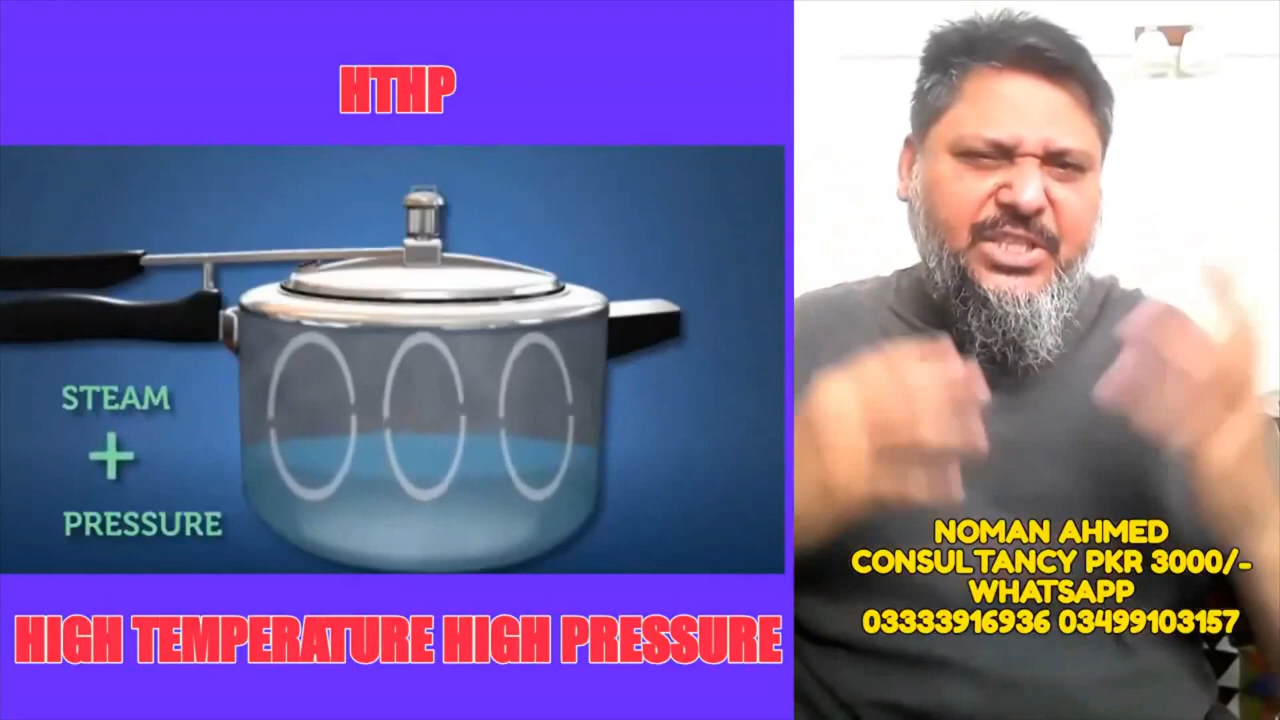 HTHP
STEAM
+
PRESSURE
HIGH TEMPERATURE HIGH PRESSURE
NOMAN AHMED
CONSULTANCY PKR 3000/-
WHATSAPP
03333916936 03499103157